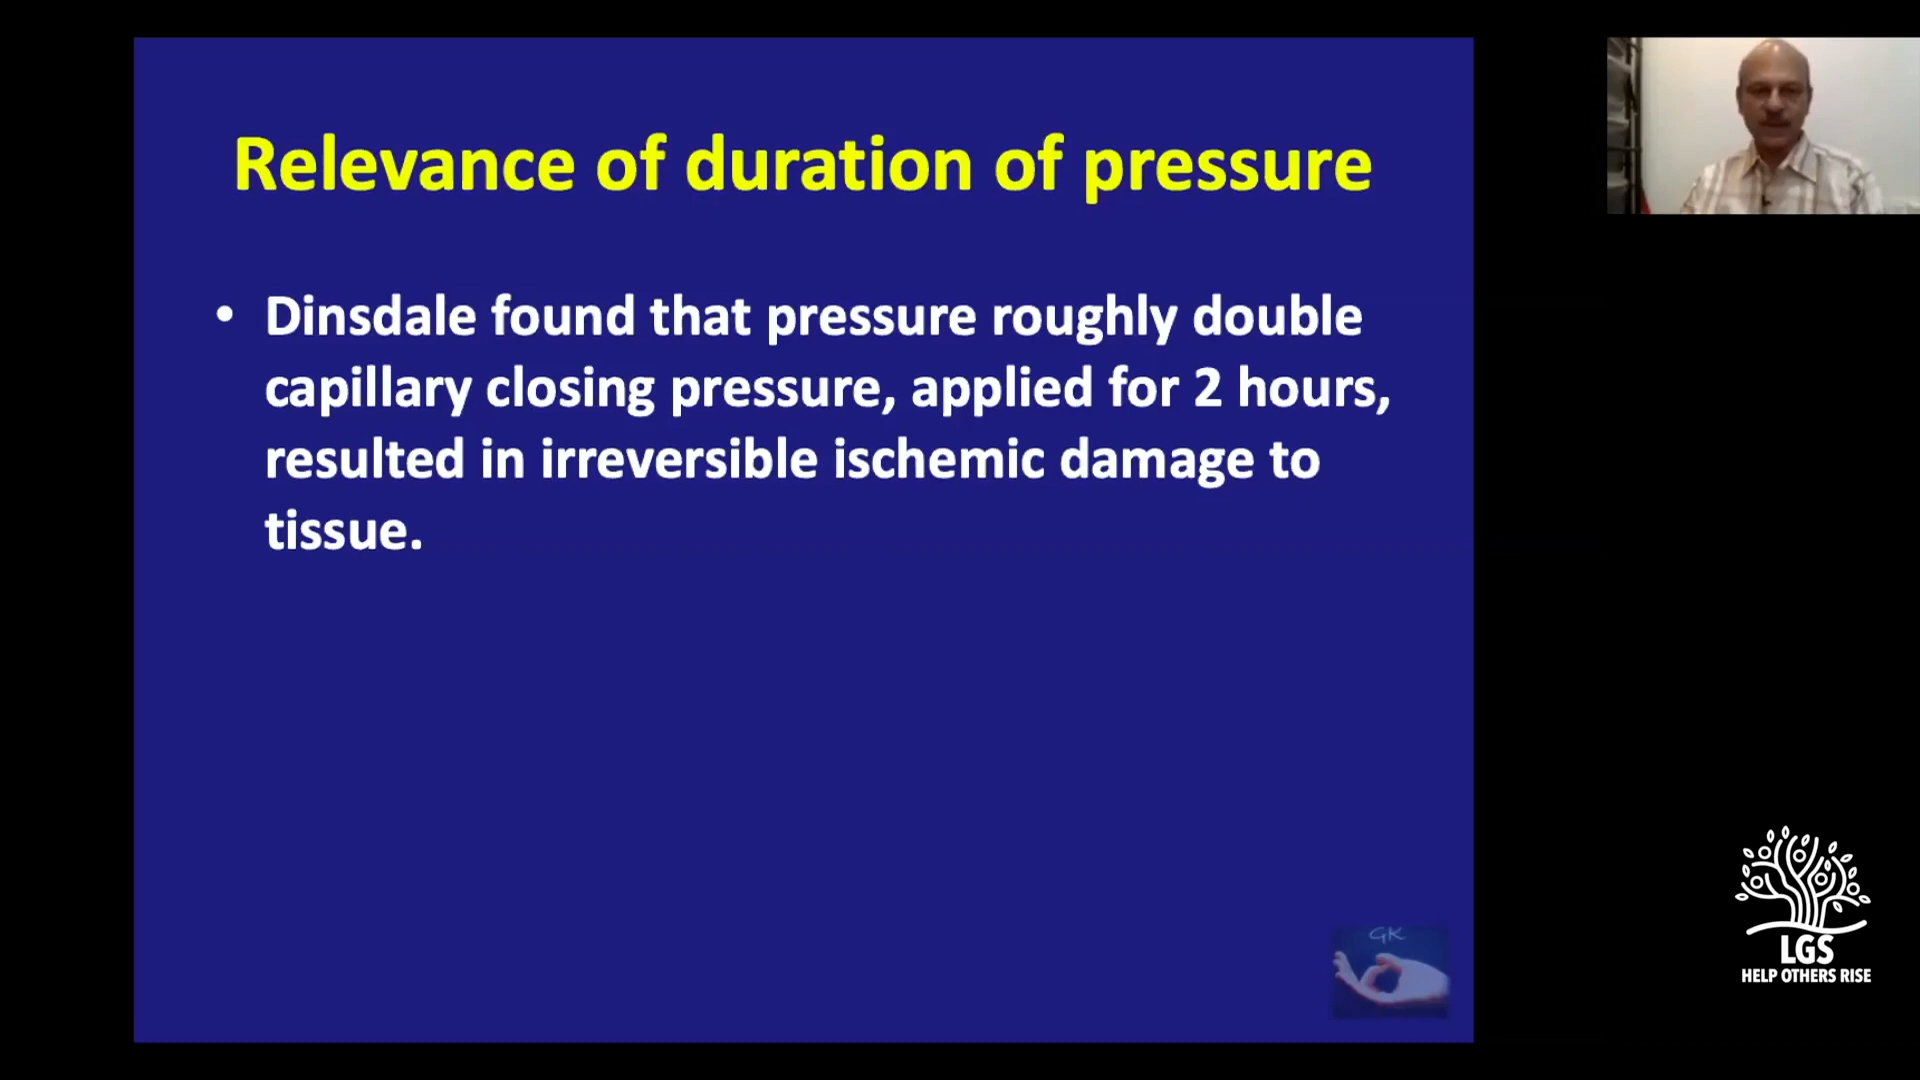 Relevance of duration of pressure
• Dinsdale found that pressure roughly double
capillary closing pressure, applied for 2 hours,
resulted in irreversible ischemic damage to
tissue.
GK
LGS
HELP OTHERS RISE